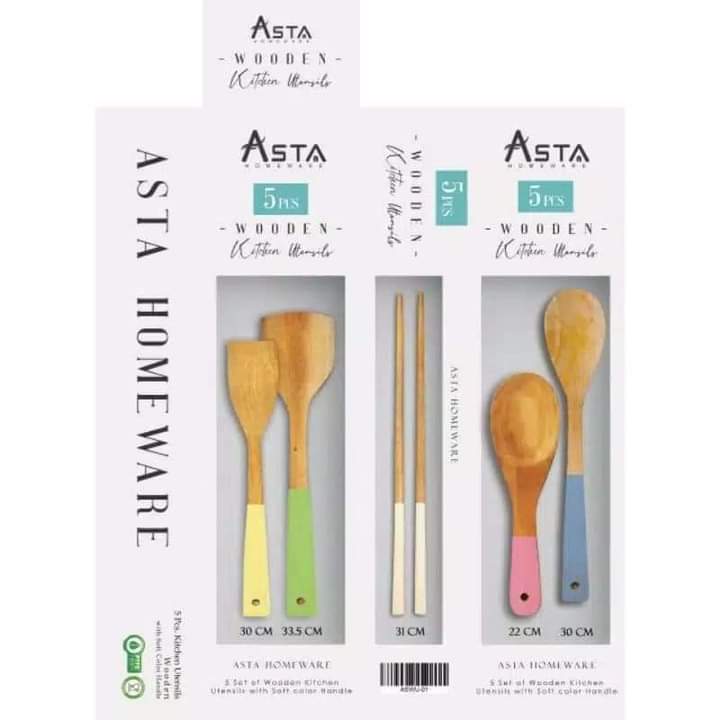 ASTA
HOMEWARE
- WOODEN -
Kitchen Utensils
ASTA HOMEWARE
5 Pcs. Kitchen Utensils
Wooden
with Soft Color Handle
ASTA
HOMEWARE
5 PCS
- WOODEN -
Kitchen Utensils
30 CM
33.5 CM
ASTA HOMEWARE
5 Set of Wooden Kitchen
Utensils with Soft color Handle
- WOODEN -
Kitchen Utensils
5 PCS
31 CM
ASTA HOMEWARE
ASWU-01
ASTA
HOMEWARE
5 PCS
- WOODEN -
Kitchen Utensils
22 CM
30 CM
ASTA HOMEWARE
5 Set of Wooden Kitchen
Utensils with Soft color Handle